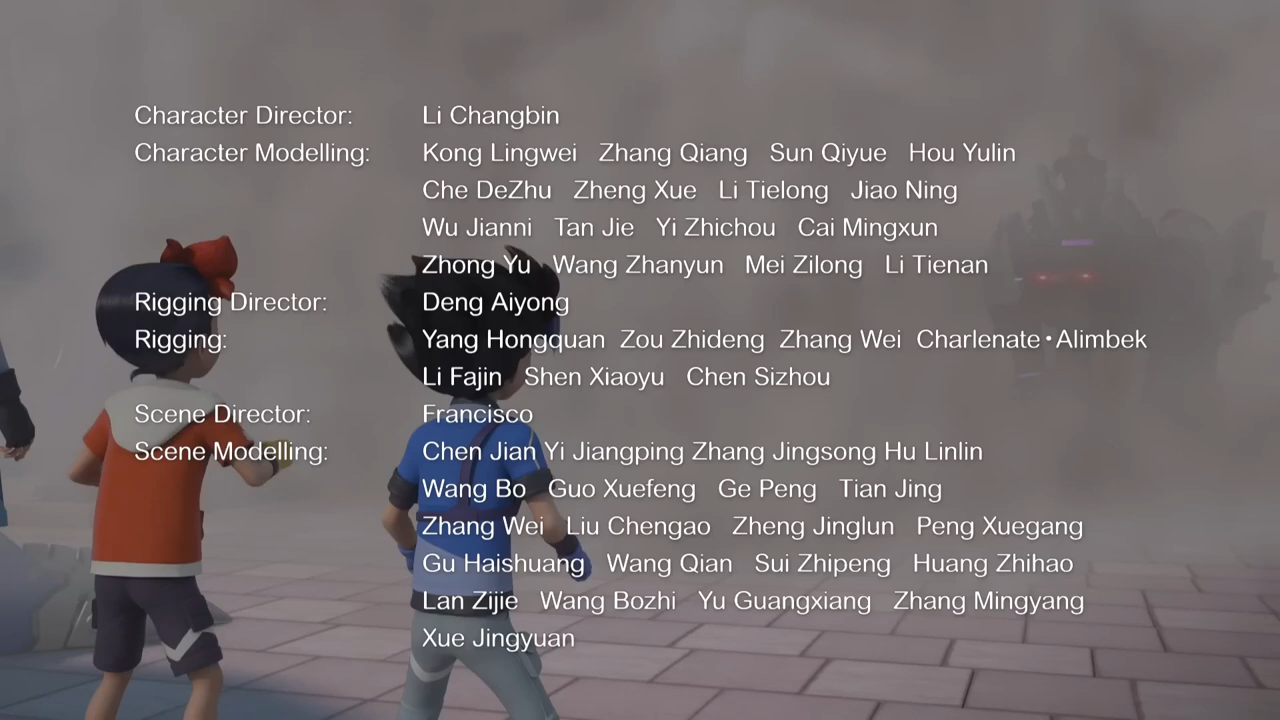 Character Director: Li Changbin
Character Modelling: Kong Lingwei Zhang Qiang Sun Qiyue Hou Yulin
Che DeZhu Zheng Xue Li Tielong Jiao Ning
Wu Jianni Tan Jie Yi Zhichou Cai Mingxun
Zhong Yu Wang Zhanyun Mei Zilong Li Tienan
Rigging Director: Deng Aiyong
Rigging: Yang Hongquan Zou Zhideng Zhang Wei Charlenate·Alimbek
Li Fajin Shen Xiaoyu Chen Sizhou
Scene Director: Francisco
Scene Modelling: Chen Jian Yi Jiangping Zhang Jingsong Hu Linlin
Wang Bo Guo Xuefeng Ge Peng Tian Jing
Zhang Wei Liu Chengao Zheng Jinglun Peng Xuegang
Gu Haishuang Wang Qian Sui Zhipeng Huang Zhihao
Lan Zijie Wang Bozhi Yu Guangxiang Zhang Mingyang
Xue Jingyuan